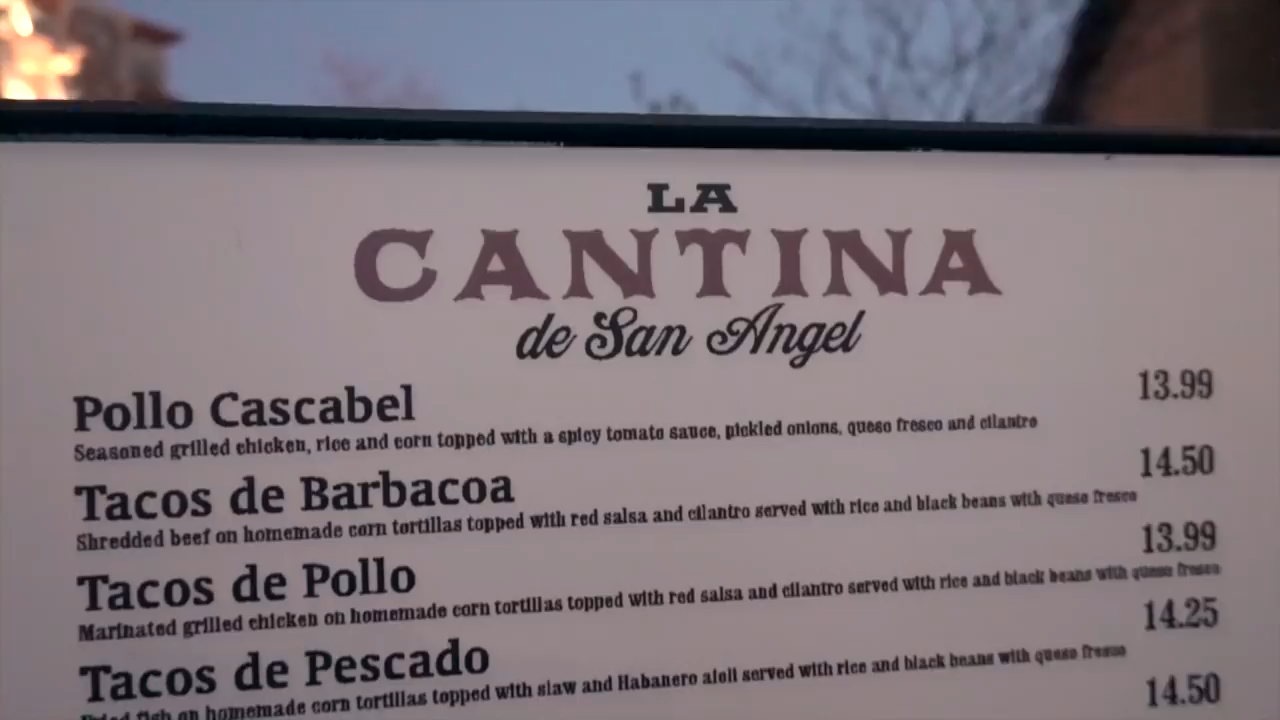 LA
CANTINA
de San Angel
Pollo Cascabel 13.99
Seasoned grilled chicken, rice and corn topped with a spicy tomato sauce, pickled onions, queso fresco and cilantro
Tacos de Barbacoa 14.50
Shredded beef on homemade corn tortillas topped with red salsa and cilantro served with rice and black beans with queso fresco
Tacos de Pollo 13.99
Marinated grilled chicken on homemade corn tortillas topped with red salsa and cilantro served with rice and black beans with queso fresco
Tacos de Pescado 14.25
Fried fish on homemade corn tortillas topped with slaw and Habanero aioli served with rice and black beans with queso fresco
14.50